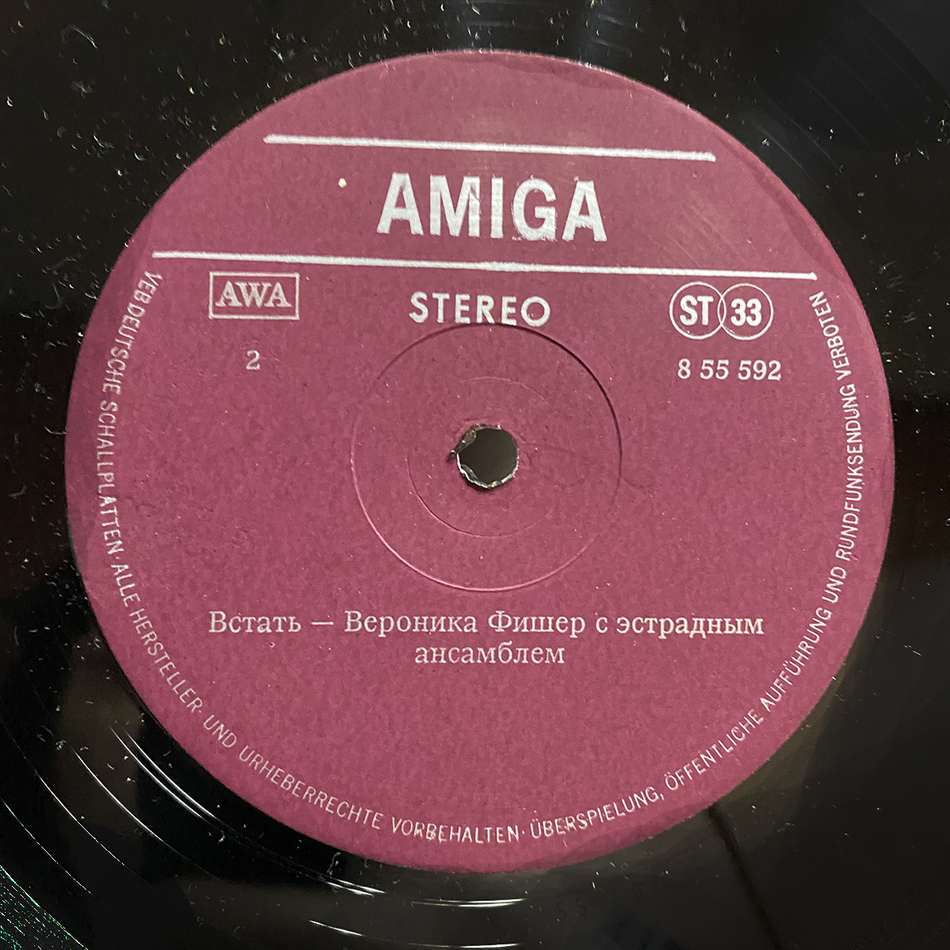 AMIGA
AWA
STEREO
ST 33
2
8 55 592
Встать — Вероника Фишер с эстрадным
ансамблем
VEB DEUTSCHE SCHALLPLATTEN · ALLE HERSTELLER- UND URHEBERRECHTE VORBEHALTEN · ÜBERSPIELUNG, ÖFFENTLICHE AUFFÜHRUNG UND RUNDFUNKSENDUNG VERBOTEN